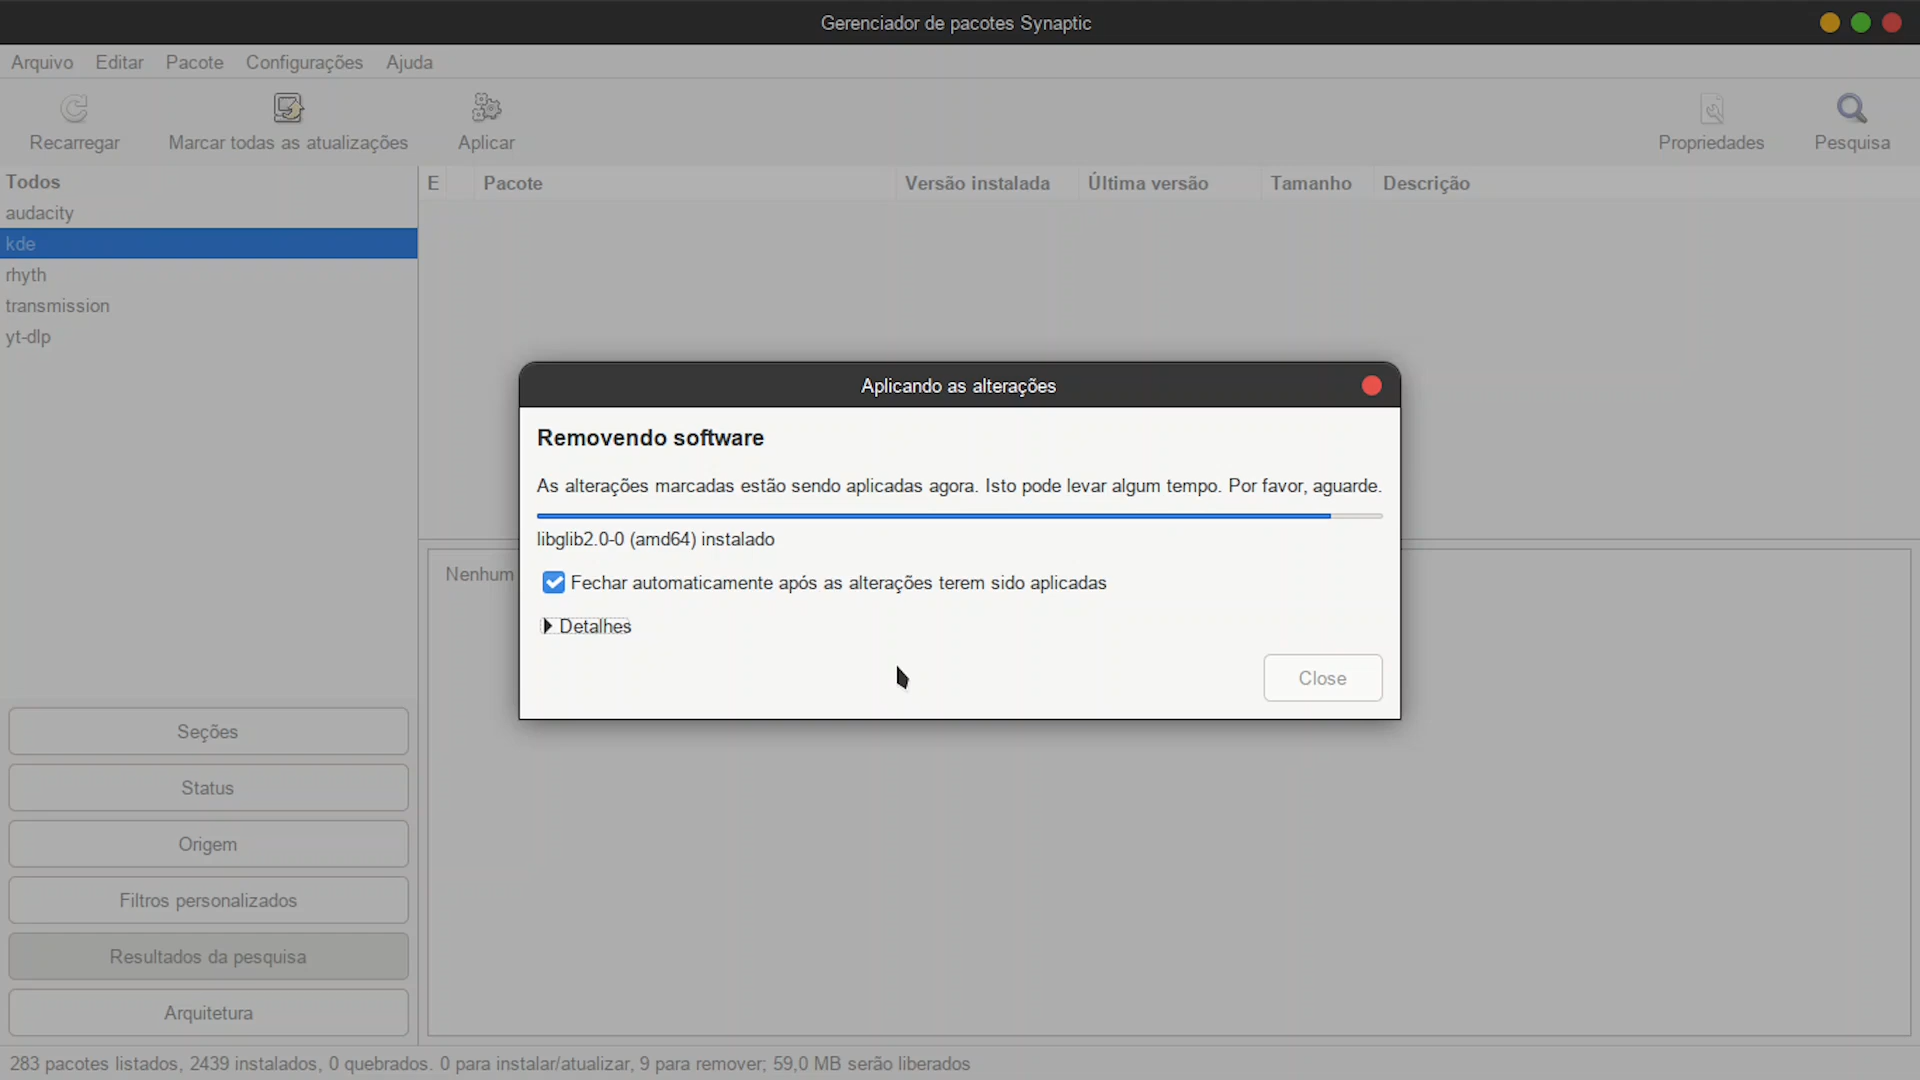 Gerenciador de pacotes Synaptic
Arquivo Editar Pacote Configurações Ajuda
Recarregar Marcar todas as atualizações Aplicar Propriedades Pesquisa
Todos
audacity
kde
rhyth
transmission
yt-dlp
E Pacote Versão instalada Última versão Tamanho Descrição
Aplicando as alterações
Removendo software
As alterações marcadas estão sendo aplicadas agora. Isto pode levar algum tempo. Por favor, aguarde.
libglib2.0-0 (amd64) instalado
Fechar automaticamente após as alterações terem sido aplicadas
Detalhes
Close
Nenhum
Seções
Status
Origem
Filtros personalizados
Resultados da pesquisa
Arquitetura
283 pacotes listados, 2439 instalados, 0 quebrados. 0 para instalar/atualizar, 9 para remover; 59,0 MB serão liberados